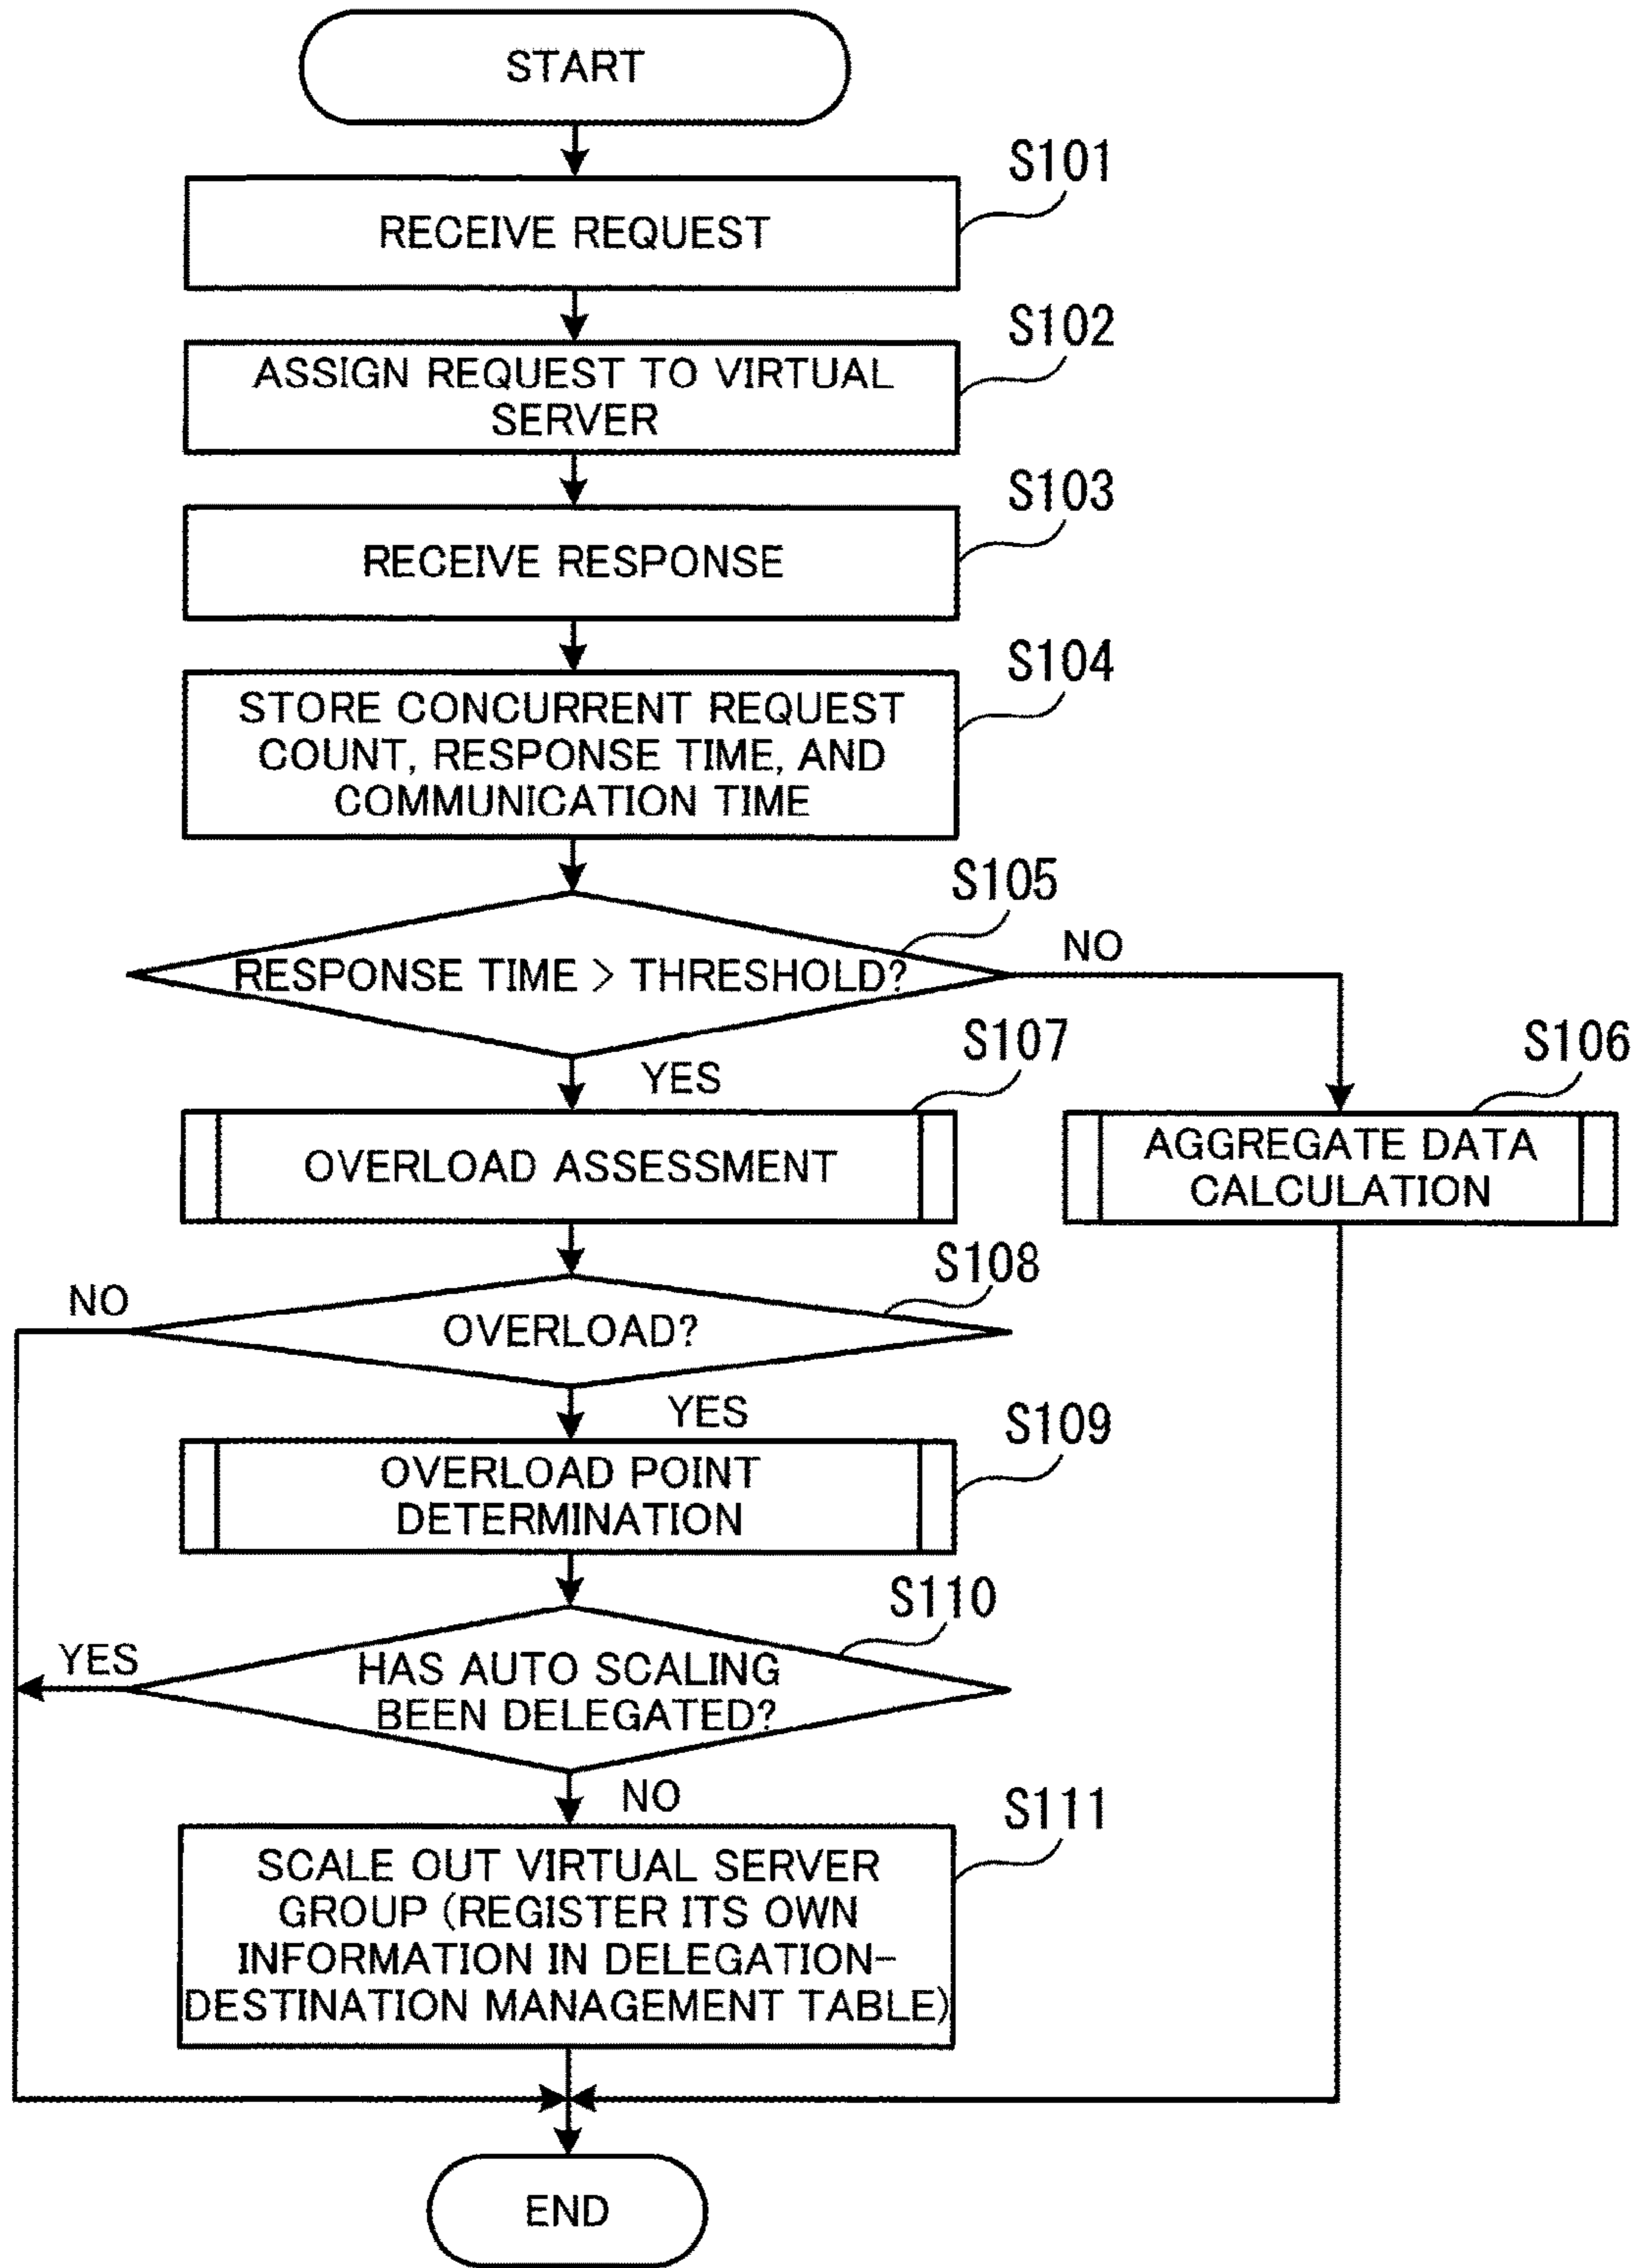 START
S101
RECEIVE REQUEST
S102
ASSIGN REQUEST TO VIRTUAL
SERVER
S103
RECEIVE RESPONSE
S104
STORE CONCURRENT REQUEST
COUNT, RESPONSE TIME, AND
COMMUNICATION TIME
S105
RESPONSE TIME > THRESHOLD?
NO
YES
S107
OVERLOAD ASSESSMENT
S106
AGGREGATE DATA
CALCULATION
S108
OVERLOAD?
NO
YES
S109
OVERLOAD POINT
DETERMINATION
S110
HAS AUTO SCALING
BEEN DELEGATED?
YES
NO
S111
SCALE OUT VIRTUAL SERVER
GROUP (REGISTER ITS OWN
INFORMATION IN DELEGATION-
DESTINATION MANAGEMENT TABLE)
END